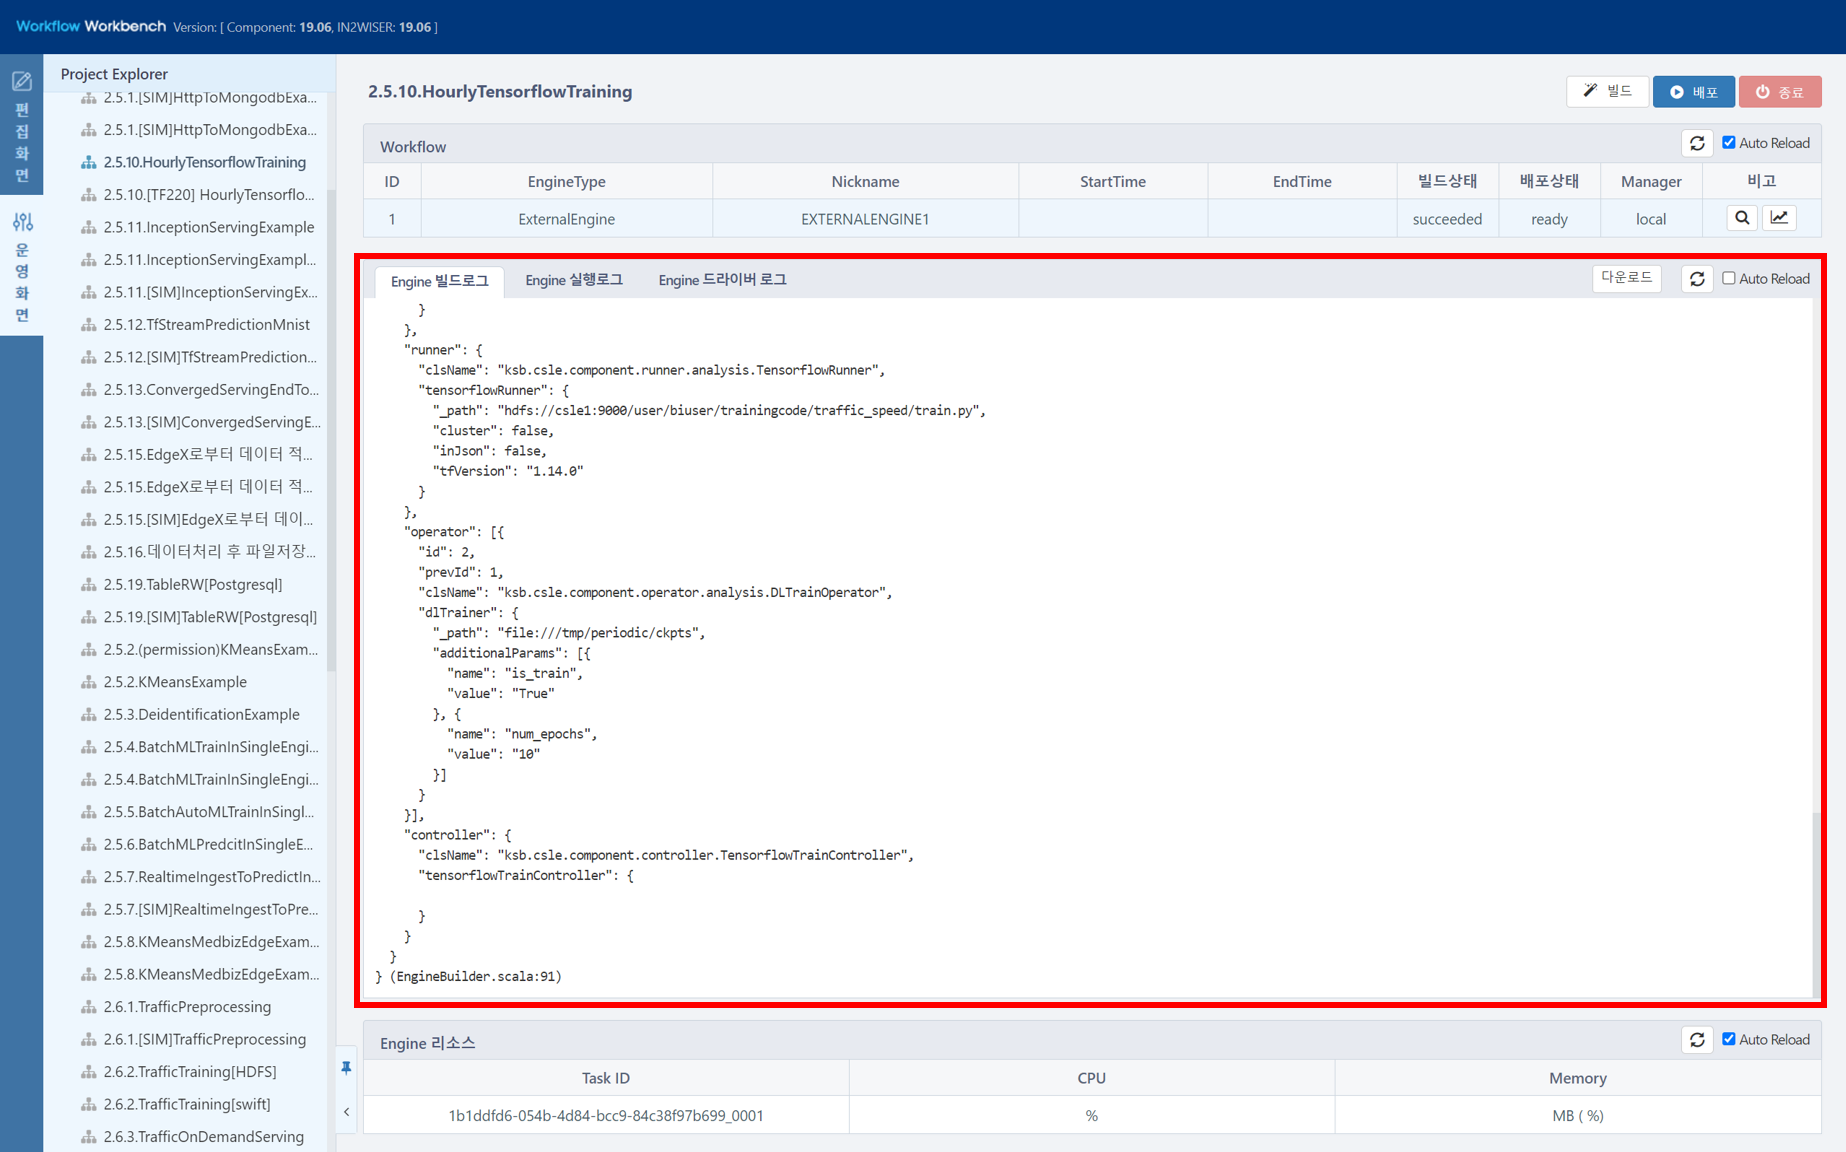 Workflow Workbench Version: [ Component: 19.06, IN2WISER: 19.06 ]
편집화면
운영화면
Project Explorer
2.5.1.[SIM]HttpToMongodbExa...
2.5.1.[SIM]HttpToMongodbExa...
2.5.10.HourlyTensorflowTraining
2.5.10.[TF220] HourlyTensorflo...
2.5.11.InceptionServingExample
2.5.11.InceptionServingExampl...
2.5.11.[SIM]InceptionServingEx...
2.5.12.TfStreamPredictionMnist
2.5.12.[SIM]TfStreamPrediction...
2.5.13.ConvergedServingEndTo...
2.5.13.[SIM]ConvergedServingE...
2.5.15.EdgeX로부터 데이터 적...
2.5.15.EdgeX로부터 데이터 적...
2.5.15.[SIM]EdgeX로부터 데이...
2.5.16.데이터처리 후 파일저장...
2.5.19.TableRW[Postgresql]
2.5.19.[SIM]TableRW[Postgresql]
2.5.2.(permission)KMeansExam...
2.5.2.KMeansExample
2.5.3.DeidentificationExample
2.5.4.BatchMLTrainInSingleEngi...
2.5.4.BatchMLTrainInSingleEngi...
2.5.5.BatchAutoMLTrainInSingl...
2.5.6.BatchMLPredcitInSingleE...
2.5.7.RealtimeIngestToPredictIn...
2.5.7.[SIM]RealtimeIngestToPre...
2.5.8.KMeansMedbizEdgeExam...
2.5.8.KMeansMedbizEdgeExam...
2.6.1.TrafficPreprocessing
2.6.1.[SIM]TrafficPreprocessing
2.6.2.TrafficTraining[HDFS]
2.6.2.TrafficTraining[swift]
2.6.3.TrafficOnDemandServing
2.5.10.HourlyTensorflowTraining
빌드 배포 종료
Workflow Auto Reload
ID EngineType Nickname StartTime EndTime 빌드상태 배포상태 Manager 비고
1 ExternalEngine EXTERNALENGINE1 succeeded ready local
Engine 빌드로그 Engine 실행로그 Engine 드라이버 로그 다운로드 Auto Reload
}
},
"runner": {
"clsName": "ksb.csle.component.runner.analysis.TensorflowRunner",
"tensorflowRunner": {
"_path": "hdfs://csle1:9000/user/biuser/trainingcode/traffic_speed/train.py",
"cluster": false,
"inJson": false,
"tfVersion": "1.14.0"
}
},
"operator": [{
"id": 2,
"prevId": 1,
"clsName": "ksb.csle.component.operator.analysis.DLTrainOperator",
"dlTrainer": {
"_path": "file:///tmp/periodic/ckpts",
"additionalParams": [{
"name": "is_train",
"value": "True"
}, {
"name": "num_epochs",
"value": "10"
}]
}
}],
"controller": {
"clsName": "ksb.csle.component.controller.TensorflowTrainController",
"tensorflowTrainController": {
}
}
}
} (EngineBuilder.scala:91)
Engine 리소스 Auto Reload
Task ID CPU Memory
1b1ddfd6-054b-4d84-bcc9-84c38f97b699_0001 % MB ( %)